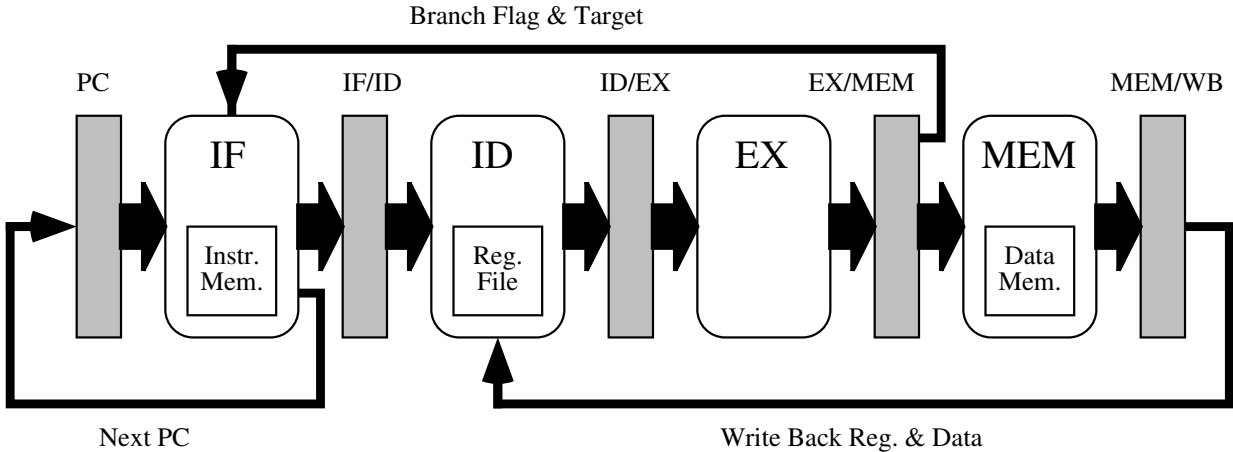 Branch Flag & Target
PC
IF/ID
ID/EX
EX/MEM
MEM/WB
IF
ID
EX
MEM
Instr.
Mem.
Reg.
File
Data
Mem.
Next PC
Write Back Reg. & Data